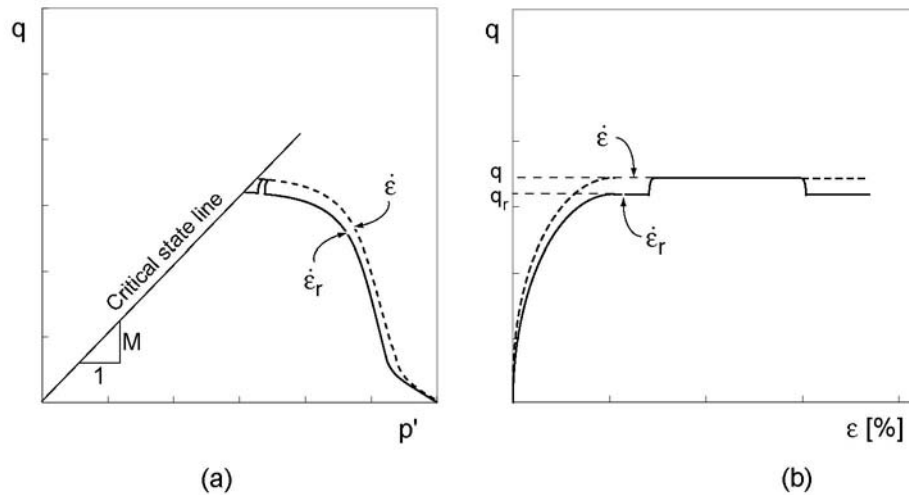 q
Critical state line
ε̇
ε̇r
M
1
p'
(a)
q
ε̇
q
qr
ε̇r
ε [%]
(b)